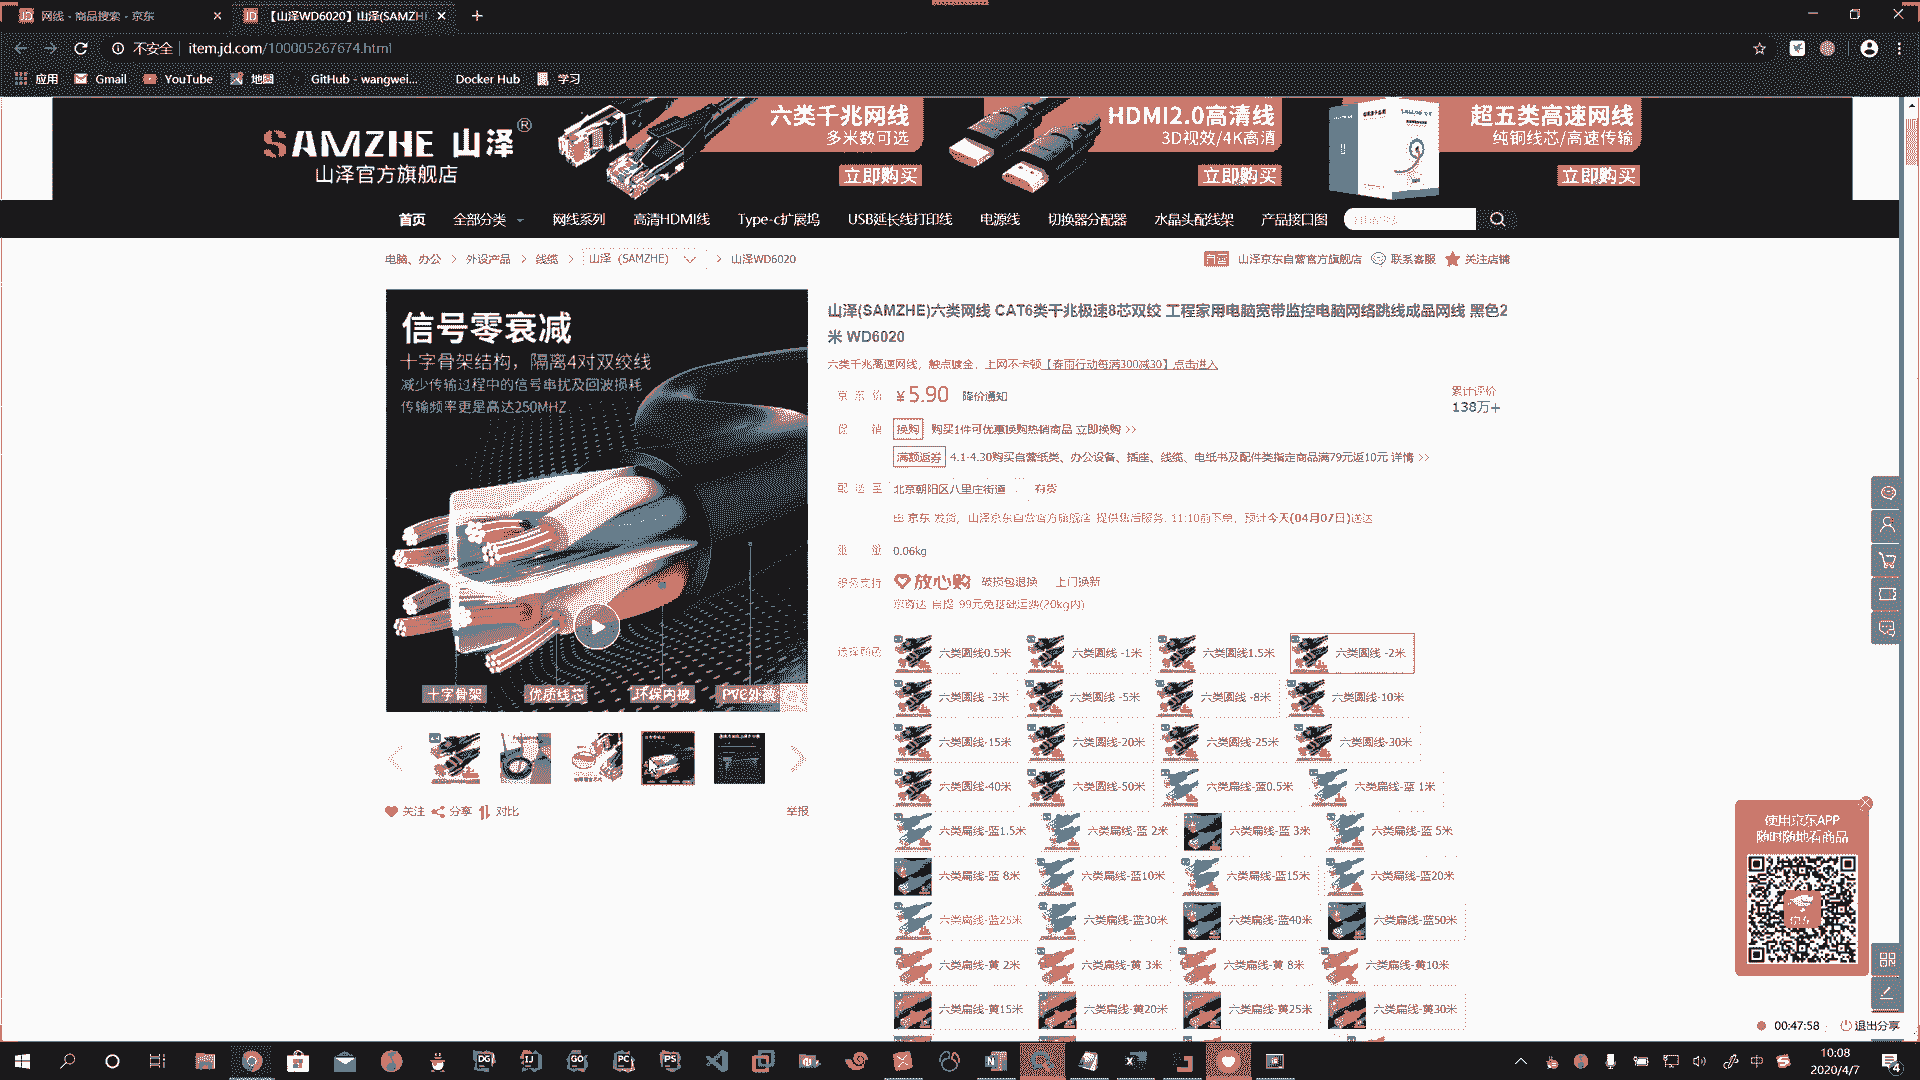 网线 - 商品搜索 - 京东
【山泽WD6020】山泽(SAMZH
不安全
item.jd.com/100005267674.html
应用
Gmail
YouTube
地图
GitHub - wangwei...
Docker Hub
学习
SAMZHE 山泽®
山泽官方旗舰店
六类千兆网线
多米数可选
立即购买
HDMI2.0高清线
3D视效/4K高清
立即购买
超五类高速网线
纯铜线芯/高速传输
立即购买
首页
全部分类
网线系列
高清HDMI线
Type-c扩展坞
USB延长线打印线
电源线
切换器分配器
水晶头配线架
产品接口图
电脑、办公 > 外设产品 > 线缆 > 山泽（SAMZHE） > 山泽WD6020
自营 山泽京东自营官方旗舰店 联系客服 关注店铺
信号零衰减
十字骨架结构，隔离4对双绞线
减少传输过程中的信号串扰及回波损耗
传输频率更是高达250MHZ
十字骨架
优质线芯
环保内被
PVC外被
关注 分享 对比
举报
山泽(SAMZHE)六类网线 CAT6类千兆极速8芯双绞 工程家用电脑宽带监控电脑网络跳线成品网线 黑色2
米 WD6020
六类千兆高速网线，触点镀金，上网不卡顿【春雨行动每满300减30】点击进入
京 东 价 ￥5.90 降价通知
累计评价
138万+
促 销 换购 购买1件可优惠换购热销商品 立即换购 >>
满额返券 4.1-4.30购买自营纸类、办公设备、插座、线缆、电纸书及配件类指定商品满79元返10元 详情 >>
配 送 至 北京朝阳区八里庄街道 有货
由 京东 发货，山泽京东自营官方旗舰店 提供售后服务. 11:10前下单，预计今天(04月07日)送达
重 量 0.06kg
服务支持 放心购 破损包退换 上门换新
京尊达 自提 99元免基础运费(20kg内)
选择颜色
六类圆线0.5米 六类圆线 -1米 六类圆线1.5米 六类圆线 -2米
六类圆线 -3米 六类圆线 -5米 六类圆线 -8米 六类圆线-10米
六类圆线-15米 六类圆线-20米 六类圆线-25米 六类圆线-30米
六类圆线-40米 六类圆线-50米 六类扁线-蓝0.5米 六类扁线-蓝 1米
六类扁线-蓝1.5米 六类扁线-蓝 2米 六类扁线-蓝 3米 六类扁线-蓝 5米
六类扁线-蓝 8米 六类扁线-蓝10米 六类扁线-蓝15米 六类扁线-蓝20米
六类扁线-蓝25米 六类扁线-蓝30米 六类扁线-蓝40米 六类扁线-蓝50米
六类扁线-黄 2米 六类扁线-黄 3米 六类扁线-黄 8米 六类扁线-黄10米
六类扁线-黄15米 六类扁线-黄20米 六类扁线-黄25米 六类扁线-黄30米
使用京东APP
随时随地看商品
00:47:58
退出分享
中
10:08
2020/4/7
4